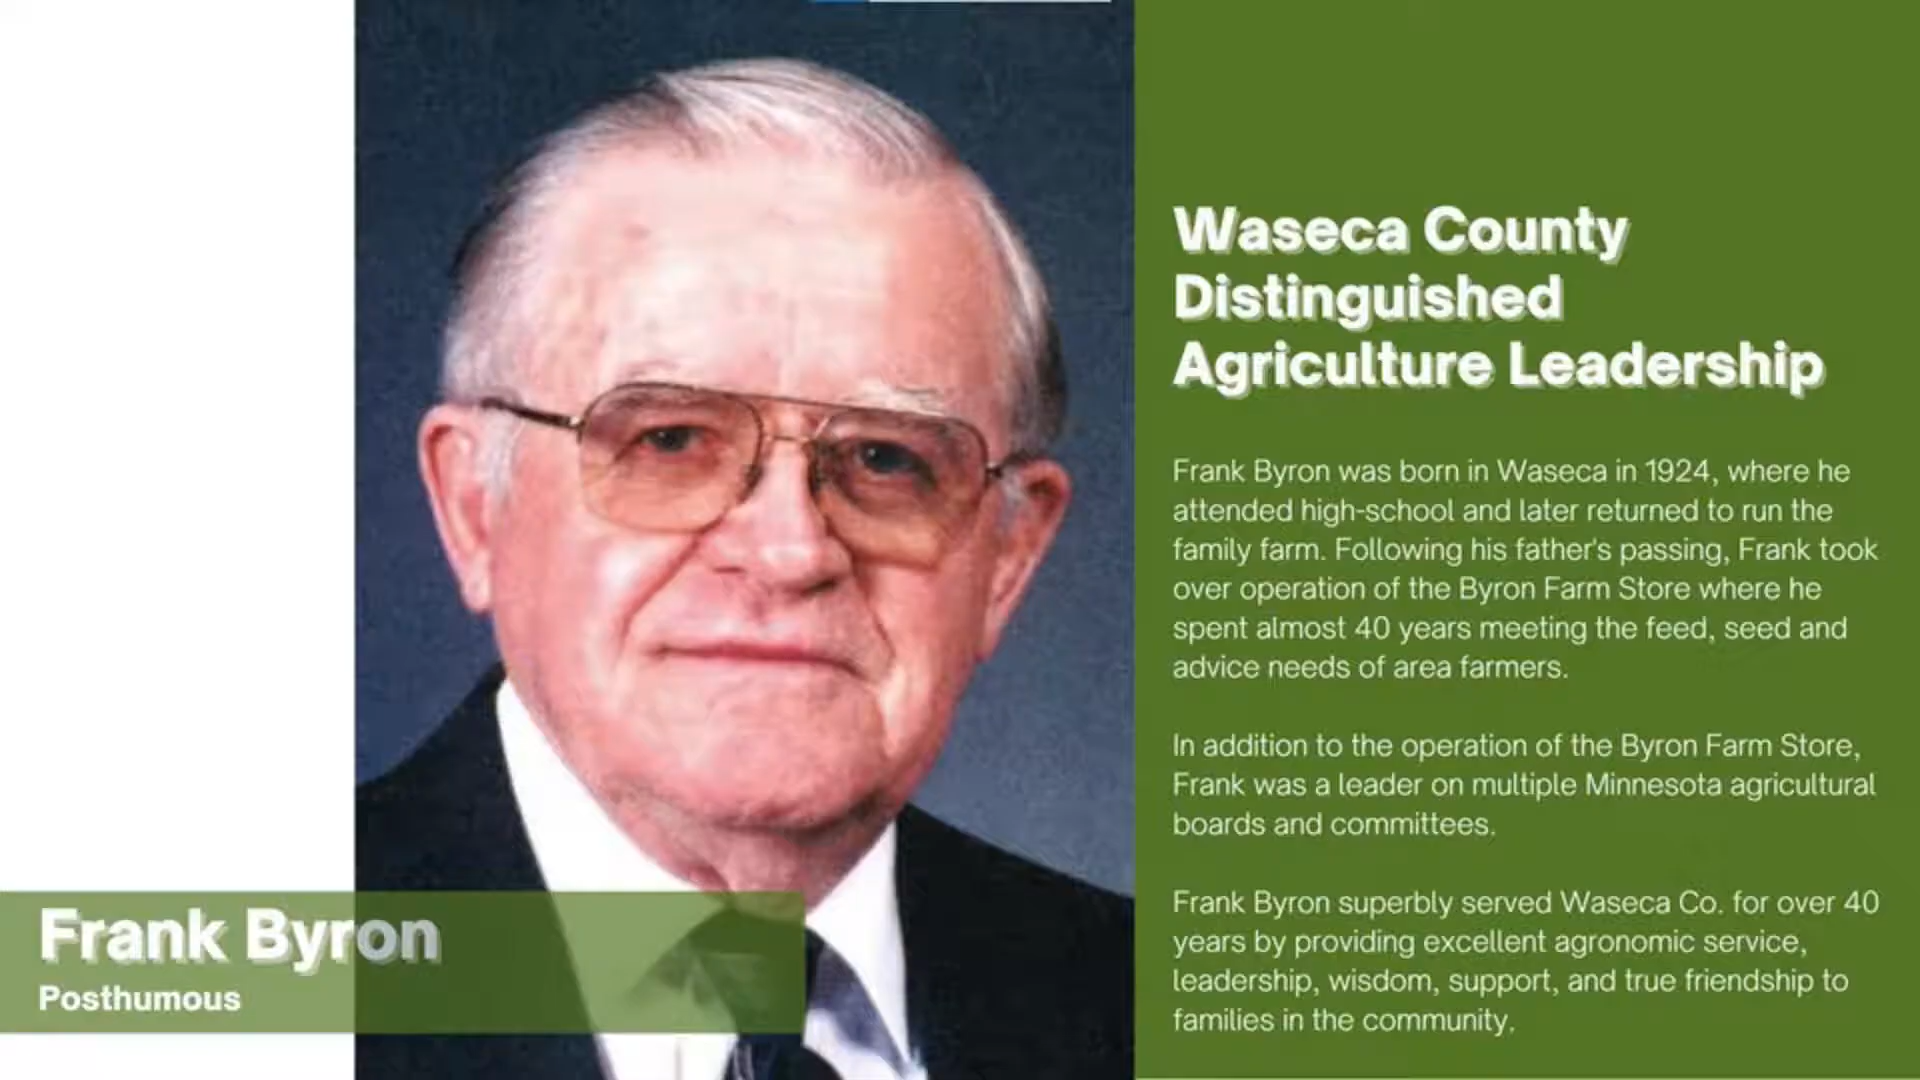 Waseca County
Distinguished
Agriculture Leadership
Frank Byron was born in Waseca in 1924, where he
attended high-school and later returned to run the
family farm. Following his father's passing, Frank took
over operation of the Byron Farm Store where he
spent almost 40 years meeting the feed, seed and
advice needs of area farmers.
In addition to the operation of the Byron Farm Store,
Frank was a leader on multiple Minnesota agricultural
boards and committees.
Frank Byron superbly served Waseca Co. for over 40
years by providing excellent agronomic service,
leadership, wisdom, support, and true friendship to
families in the community.
Frank Byron
Posthumous